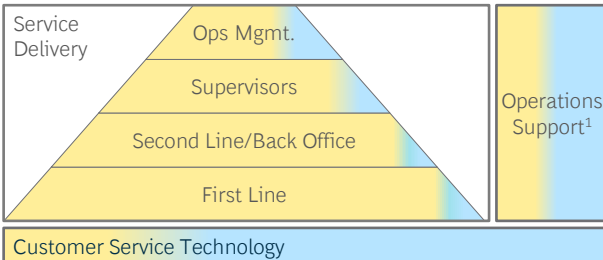 Service
Delivery
Ops Mgmt.
Supervisors
Second Line/Back Office
First Line
Operations
Support¹
Customer Service Technology